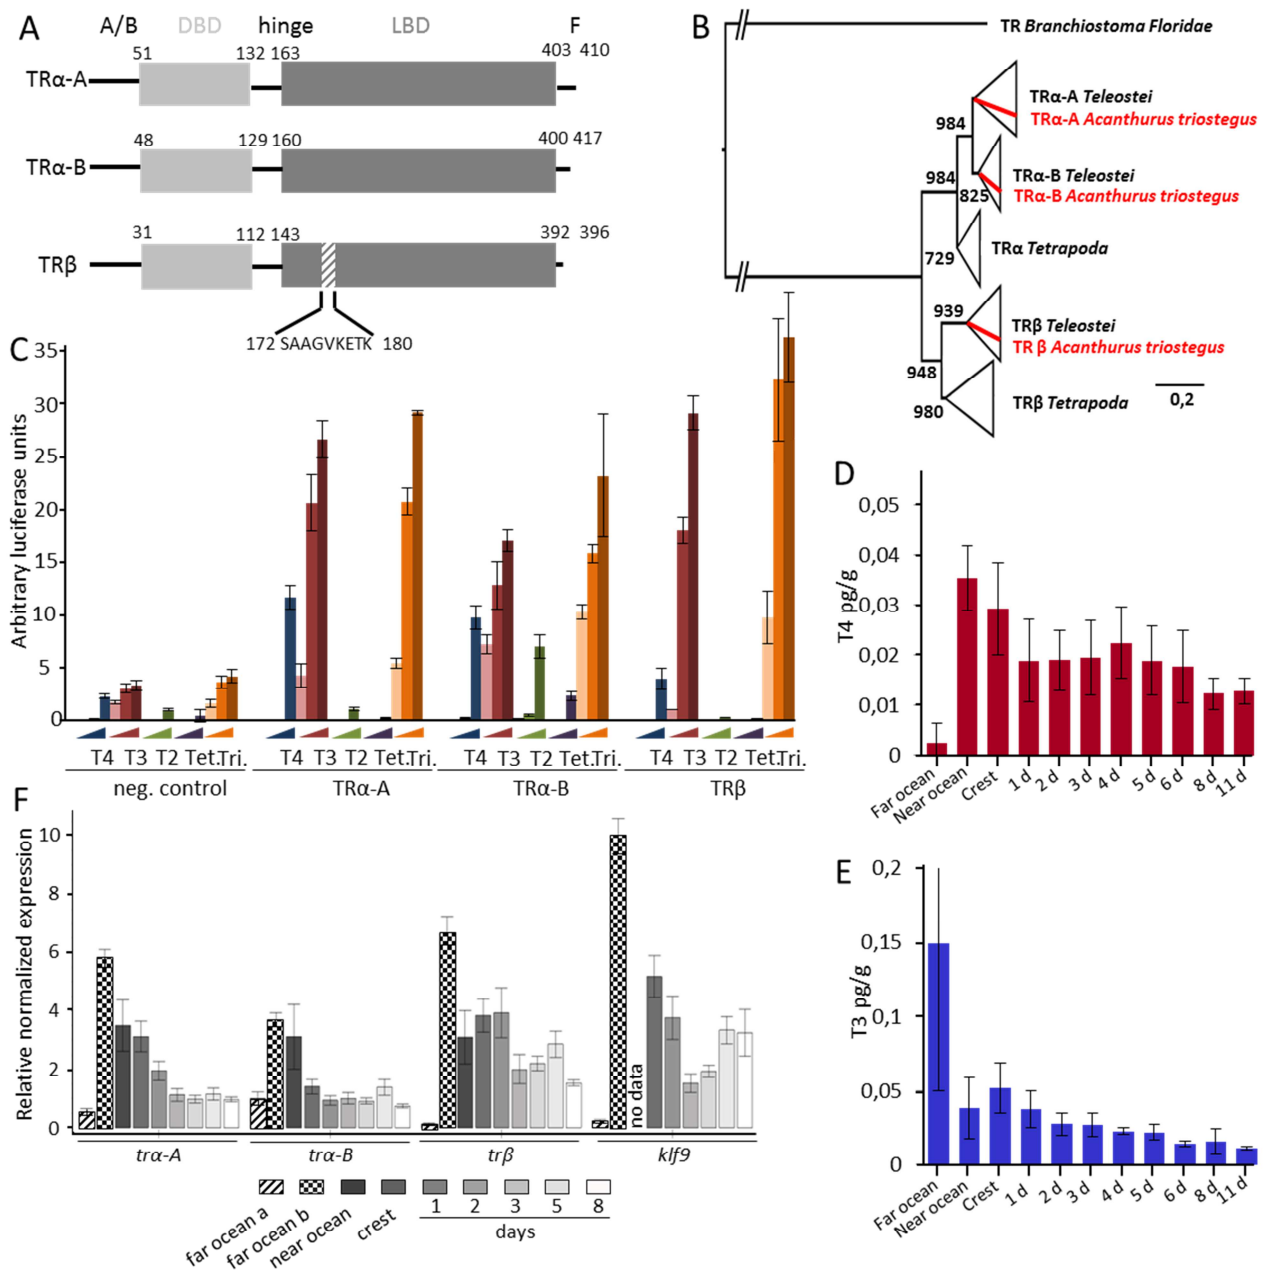 A
A/B DBD hinge LBD F
51 132 163 403 410
TRα-A
48 129 160 400 417
TRα-B
31 112 143 392 396
TRβ
172 SAAGVKETK 180
B
TR Branchiostoma Floridae
TRα-A Teleostei
TRα-A Acanthurus triostegus
984
TRα-B Teleostei
TRα-B Acanthurus triostegus
984
825
TRα Tetrapoda
729
939
TRβ Teleostei
TR β Acanthurus triostegus
948
TRβ Tetrapoda
980
0,2
C
Arbitrary luciferase units
35
30
25
20
15
10
5
0
T4 T3 T2 Tet. Tri. T4 T3 T2 Tet. Tri. T4 T3 T2 Tet. Tri. T4 T3 T2 Tet. Tri.
neg. control TRα-A TRα-B TRβ
D
T4 pg/g
0,05
0,04
0,03
0,02
0,01
0
Far ocean Near ocean Crest 1 d 2 d 3 d 4 d 5 d 6 d 8 d 11 d
E
T3 pg/g
0,2
0,15
0,1
0,05
0
Far ocean Near ocean Crest 1 d 2 d 3 d 4 d 5 d 6 d 8 d 11 d
F
Relative normalized expression
10
8
6
4
2
0
no data
trα-A trα-B trβ klf9
far ocean a far ocean b near ocean crest 1 2 3 5 8
days